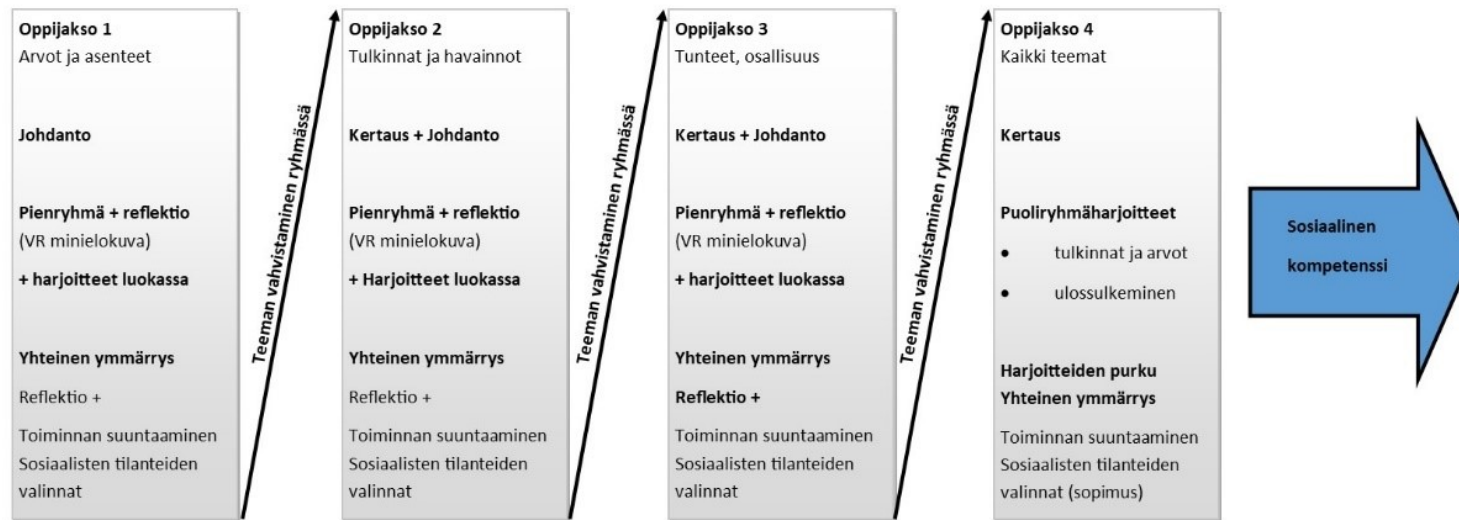 Oppijakso 1
Arvot ja asenteet
Johdanto
Pienryhmä + reflektio
(VR minielokuva)
+ harjoitteet luokassa
Yhteinen ymmärrys
Reflektio +
Toiminnan suuntaaminen
Sosiaalisten tilanteiden
valinnat
Teeman vahvistaminen ryhmässä
Oppijakso 2
Tulkinnat ja havainnot
Kertaus + Johdanto
Pienryhmä + reflektio
(VR minielokuva)
+ Harjoitteet luokassa
Yhteinen ymmärrys
Reflektio +
Toiminnan suuntaaminen
Sosiaalisten tilanteiden
valinnat
Teeman vahvistaminen ryhmässä
Oppijakso 3
Tunteet, osallisuus
Kertaus + Johdanto
Pienryhmä + reflektio
(VR minielokuva)
+ harjoitteet luokassa
Yhteinen ymmärrys
Reflektio +
Toiminnan suuntaaminen
Sosiaalisten tilanteiden
valinnat
Teeman vahvistaminen ryhmässä
Oppijakso 4
Kaikki teemat
Kertaus
Puoliryhmäharjoitteet
• tulkinnat ja arvot
• ulossulkeminen
Harjoitteiden purku
Yhteinen ymmärrys
Toiminnan suuntaaminen
Sosiaalisten tilanteiden
valinnat (sopimus)
Sosiaalinen
kompetenssi